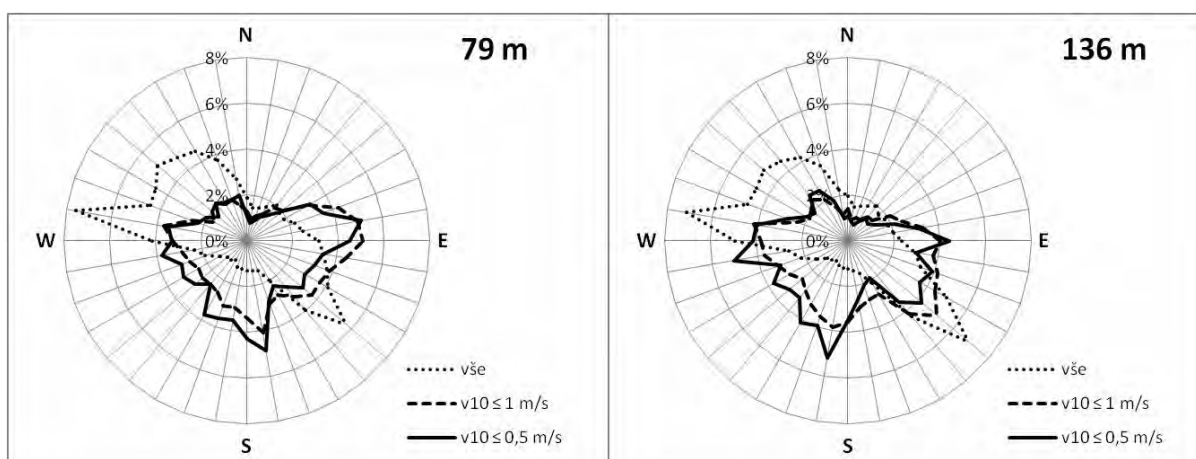 N
79 m
8%
6%
4%
2%
0%
W
E
S
vše
v10 ≤ 1 m/s
v10 ≤ 0,5 m/s
N
136 m
8%
6%
4%
2%
0%
W
E
S
vše
v10 ≤ 1 m/s
v10 ≤ 0,5 m/s